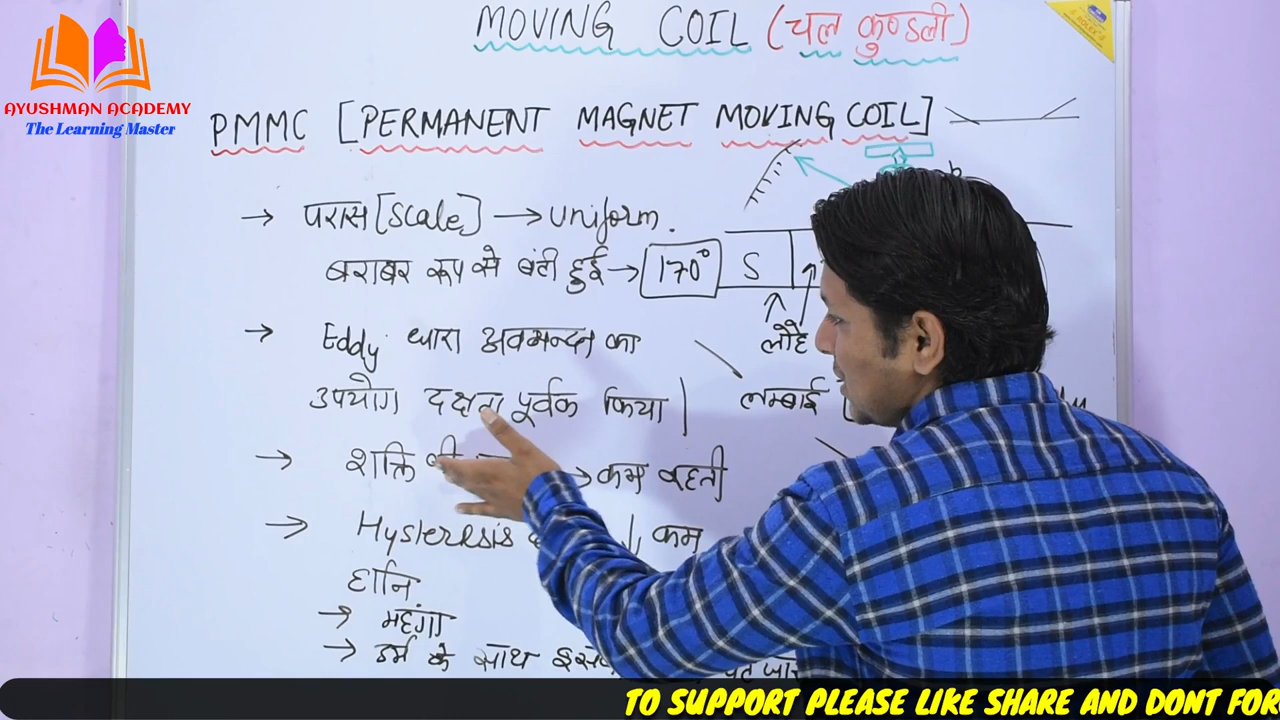 MOVING COIL (चल कुण्डली)
AYUSHMAN ACADEMY
The Learning Master
PMMC [PERMANENT MAGNET MOVING COIL]
→ परास [Scale] → uniform.
बराबर रूप से बंटी हुई → 170° S
→ Eddy धारा अवमन्दन का
लोहे
उपयोग दक्षता पूर्वक किया |
लम्बाई
→ शक्ति की → कम रहती
→ Hysteresis कम
हानि
→ महंगा
→ के साथ
TO SUPPORT PLEASE LIKE SHARE AND DONT FOR